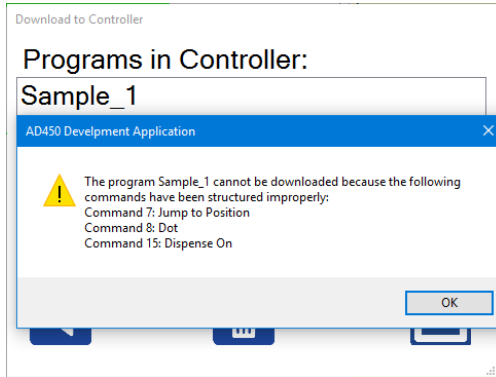 Download to Controller
Programs in Controller:
Sample_1
AD450 Develpment Application
The program Sample_1 cannot be downloaded because the following
commands have been structured improperly:
Command 7: Jump to Position
Command 8: Dot
Command 15: Dispense On
OK